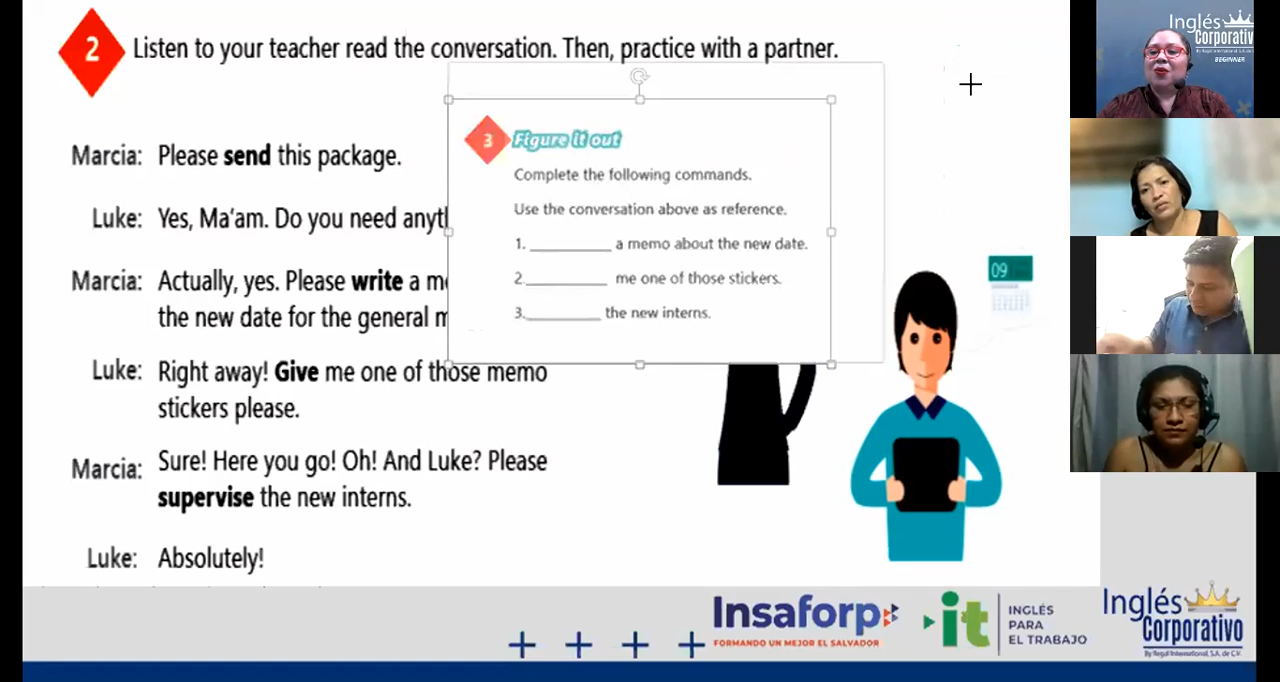 2 Listen to your teacher read the conversation. Then, practice with a partner.
Marcia: Please send this package.
Luke: Yes, Ma'am. Do you need
Marcia: Actually, yes. Please write a
the new date for the general
Luke: Right away! Give me one of those memo
stickers please.
Marcia: Sure! Here you go! Oh! And Luke? Please
supervise the new interns.
Luke: Absolutely!
3 Figure it out
Complete the following commands.
Use the conversation above as reference.
1. ________ a memo about the new date.
2.________ me one of those stickers.
3.________ the new interns.
09
Inglés
Corporativo
BEGINNER
Insaforp
FORMANDO UN MEJOR EL SALVADOR
it
INGLÉS
PARA
EL TRABAJO
Inglés
Corporativo
By Regal International, S.A. de C.V.